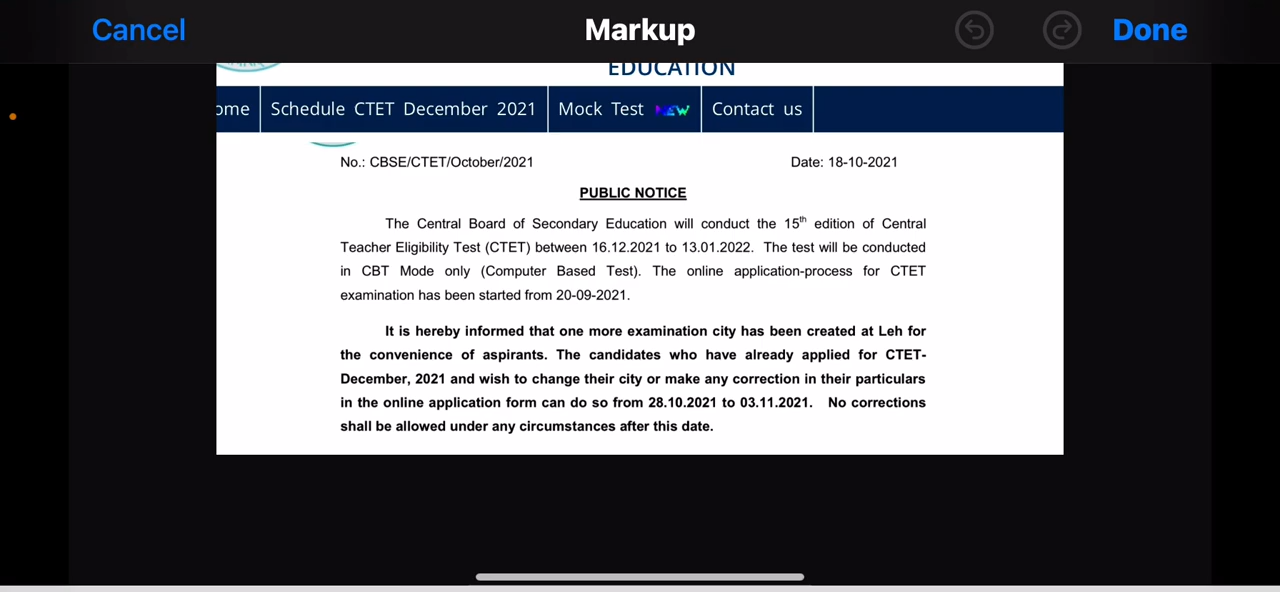 Cancel Markup Done
EDUCATION
ome Schedule CTET December 2021 Mock Test NEW Contact us
No.: CBSE/CTET/October/2021 Date: 18-10-2021
PUBLIC NOTICE
The Central Board of Secondary Education will conduct the 15th edition of Central
Teacher Eligibility Test (CTET) between 16.12.2021 to 13.01.2022. The test will be conducted
in CBT Mode only (Computer Based Test). The online application-process for CTET
examination has been started from 20-09-2021.
It is hereby informed that one more examination city has been created at Leh for
the convenience of aspirants. The candidates who have already applied for CTET-
December, 2021 and wish to change their city or make any correction in their particulars
in the online application form can do so from 28.10.2021 to 03.11.2021. No corrections
shall be allowed under any circumstances after this date.